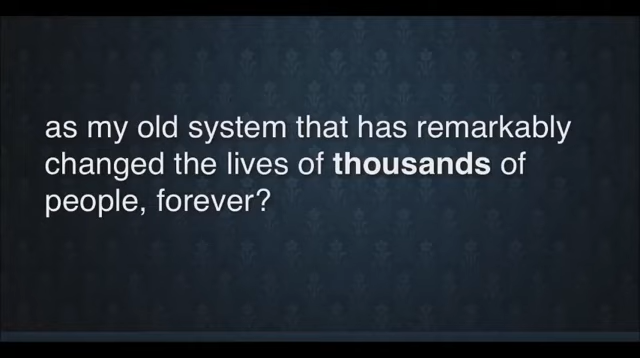 as my old system that has remarkably
changed the lives of thousands of
people, forever?